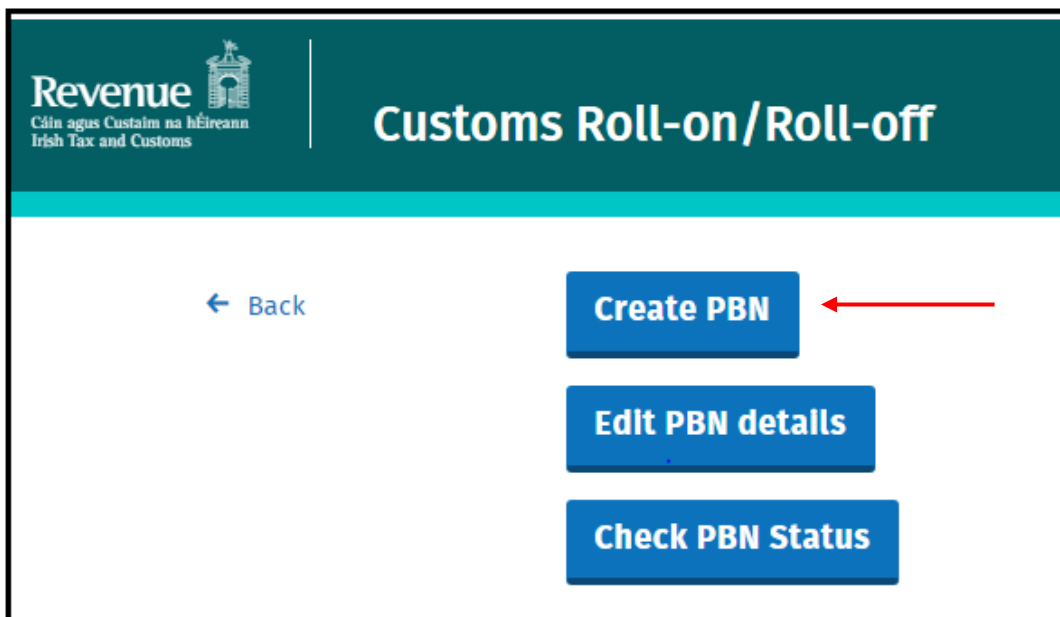 Revenue
Cáin agus Custaim na hÉireann
Irish Tax and Customs
Customs Roll-on/Roll-off
← Back
Create PBN
Edit PBN details
Check PBN Status